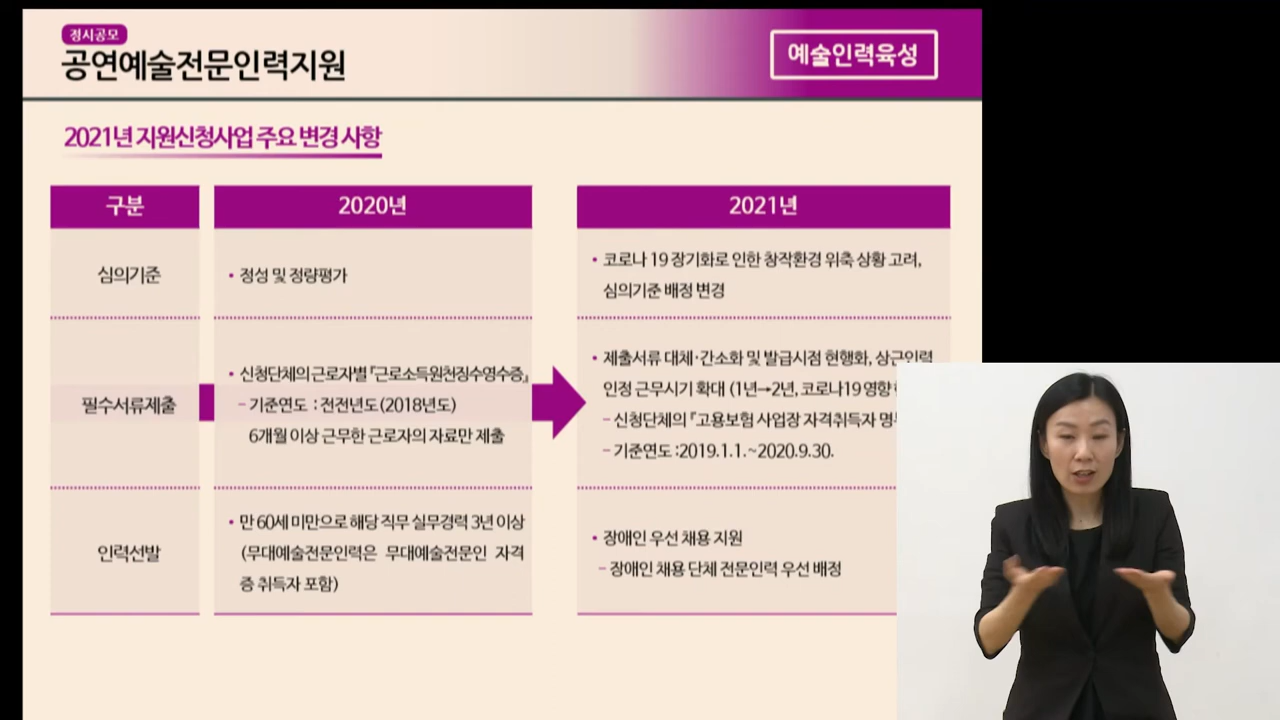 정시공모
공연예술전문인력지원
예술인력육성
2021년 지원신청사업 주요 변경 사항
구분
2020년
2021년
심의기준
• 정성 및 정량평가
• 코로나 19 장기화로 인한 창작환경 위축 상황 고려,
심의기준 배정 변경
필수서류제출
• 신청단체의 근로자별 『근로소득원천징수영수증』
- 기준연도 : 전전년도(2018년도)
6개월 이상 근무한 근로자의 자료만 제출
• 제출서류 대체·간소화 및 발급시점 현행화, 상근인력
인정 근무시기 확대 (1년→2년, 코로나19 영향
- 신청단체의 『고용보험 사업장 자격취득자
- 기준연도 :2019.1.1.~2020.9.30.
인력선발
• 만 60세 미만으로 해당 직무 실무경력 3년 이상
(무대예술전문인력은 무대예술전문인 자격
증 취득자 포함)
• 장애인 우선 채용 지원
- 장애인 채용 단체 전문인력 우선 배정